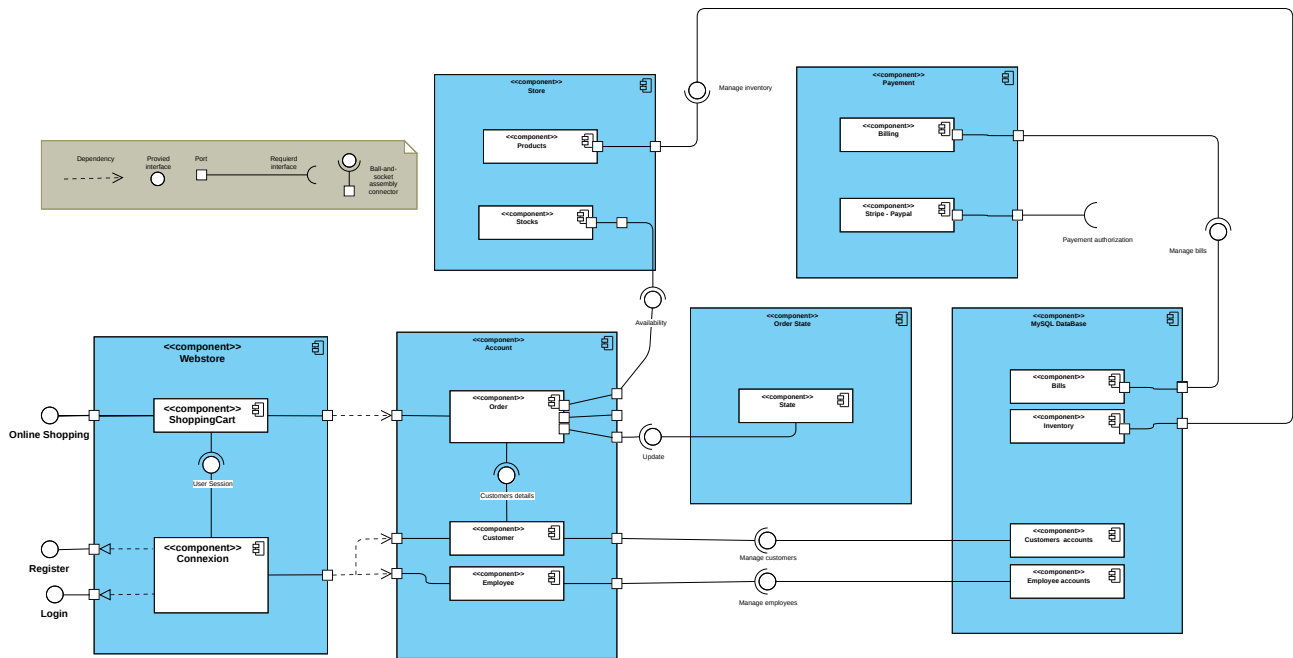 Dependency
Provied
interface
Port
Requierd
interface
Ball-and-
socket
assembly
connector
<<component>>
Store
<<component>>
Products
<<component>>
Stocks
Manage inventory
<<component>>
Payement
<<component>>
Billing
<<component>>
Stripe - Paypal
Payement authorization
Manage bills
Availability
<<component>>
Webstore
<<component>>
ShoppingCart
User Session
<<component>>
Connexion
Online Shopping
Register
Login
<<component>>
Account
<<component>>
Order
Customers details
<<component>>
Customer
<<component>>
Employee
Update
<<component>>
Order State
<<component>>
State
Manage customers
Manage employees
<<component>>
MySQL DataBase
<<component>>
Bills
<<component>>
Inventory
<<component>>
Customers accounts
<<component>>
Employee accounts